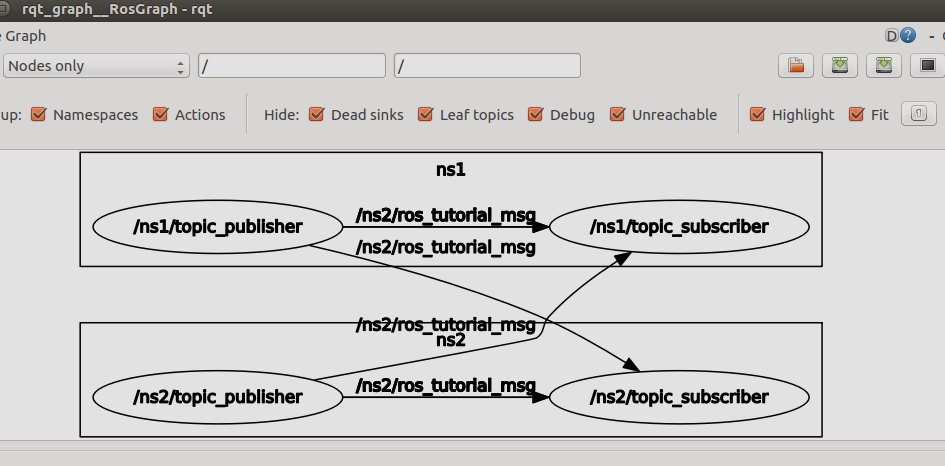 rqt_graph__RosGraph - rqt
e Graph
D ? -
Nodes only / /
up: Namespaces Actions Hide: Dead sinks Leaf topics Debug Unreachable Highlight Fit
ns1
/ns1/topic_publisher /ns2/ros_tutorial_msg /ns1/topic_subscriber
/ns2/ros_tutorial_msg
/ns2/ros_tutorial_msg
ns2
/ns2/topic_publisher /ns2/ros_tutorial_msg /ns2/topic_subscriber